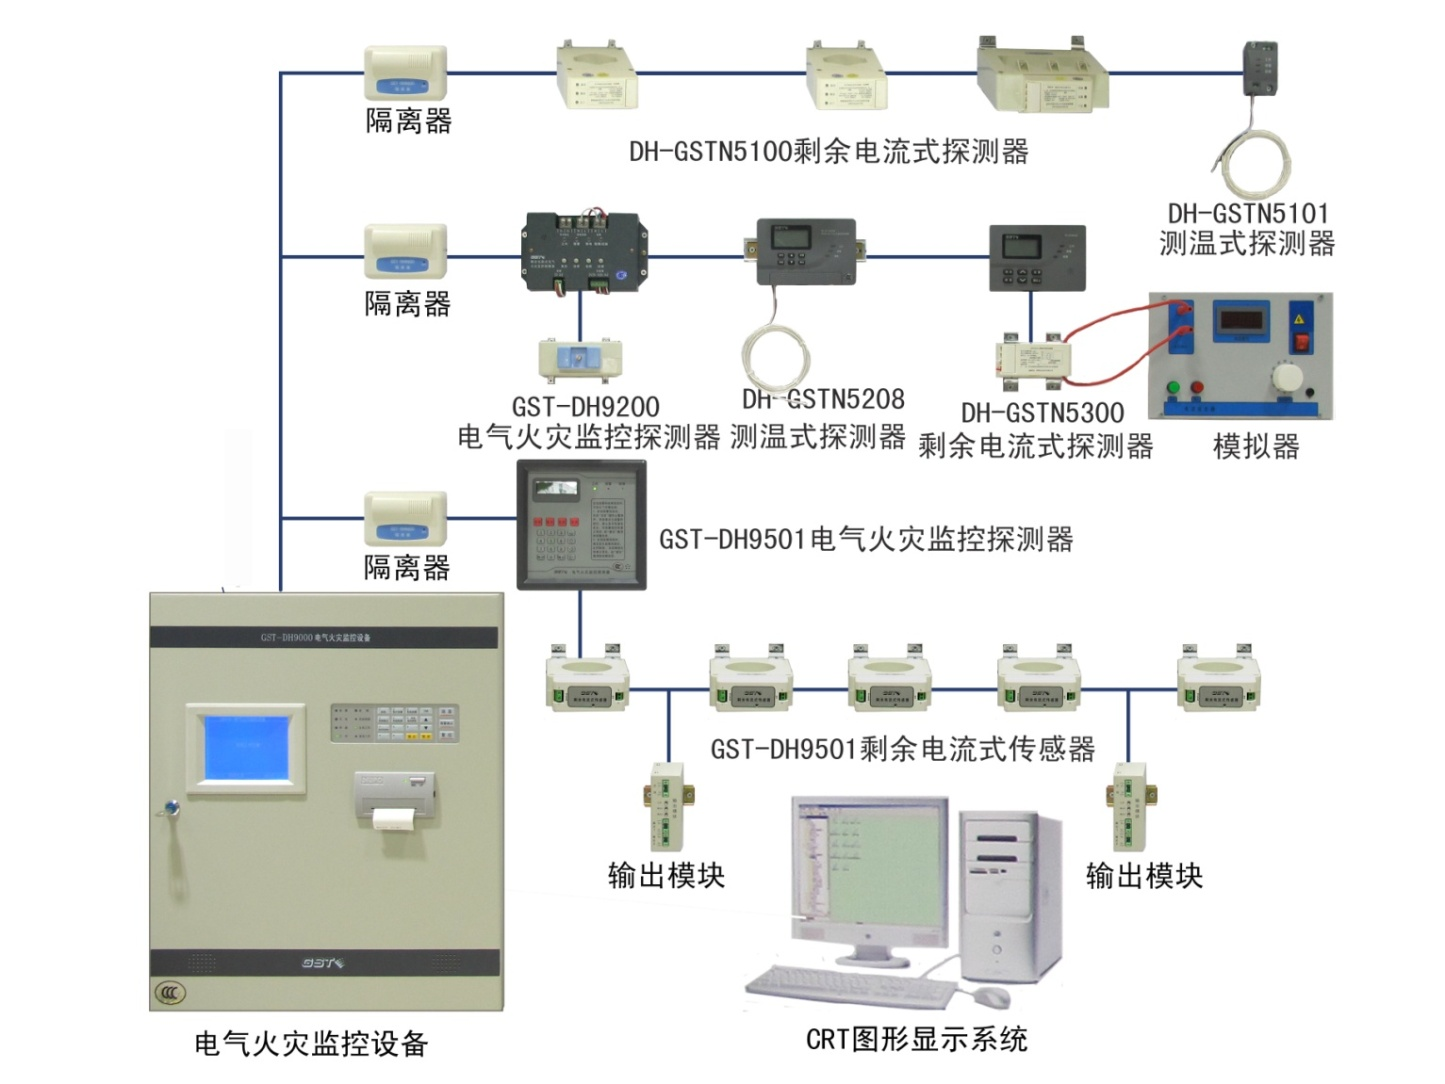 隔离器
DH-GSTN5100剩余电流式探测器
DH-GSTN5101
测温式探测器
隔离器
GST-DH9200
电气火灾监控探测器
DH-GSTN5208
测温式探测器
DH-GSTN5300
剩余电流式探测器
模拟器
隔离器
GST-DH9501电气火灾监控探测器
GST-DH9000电气火灾监控设备
GST-DH9501剩余电流式传感器
输出模块
输出模块
GST
电气火灾监控设备
CRT图形显示系统